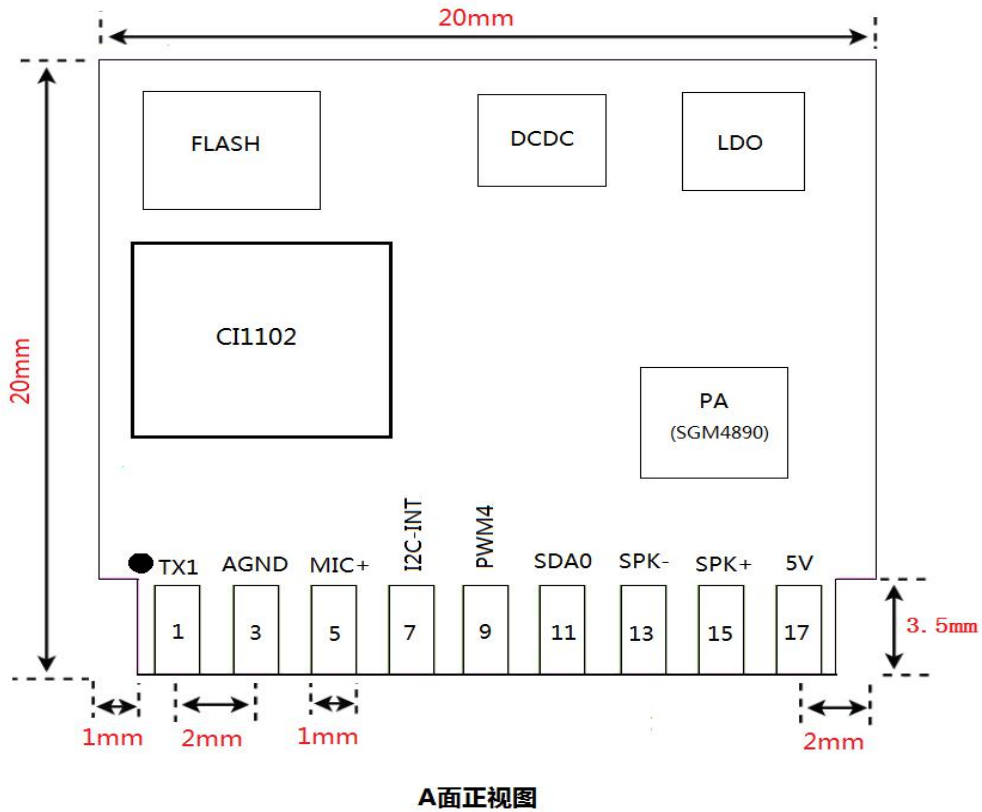 20mm
FLASH
DCDC
LDO
CI1102
20mm
PA
(SGM4890)
TX1 AGND MIC+ I2C-INT PWM4 SDA0 SPK- SPK+ 5V
1 3 5 7 9 11 13 15 17
3.5mm
1mm 2mm 1mm 2mm
A面正视图